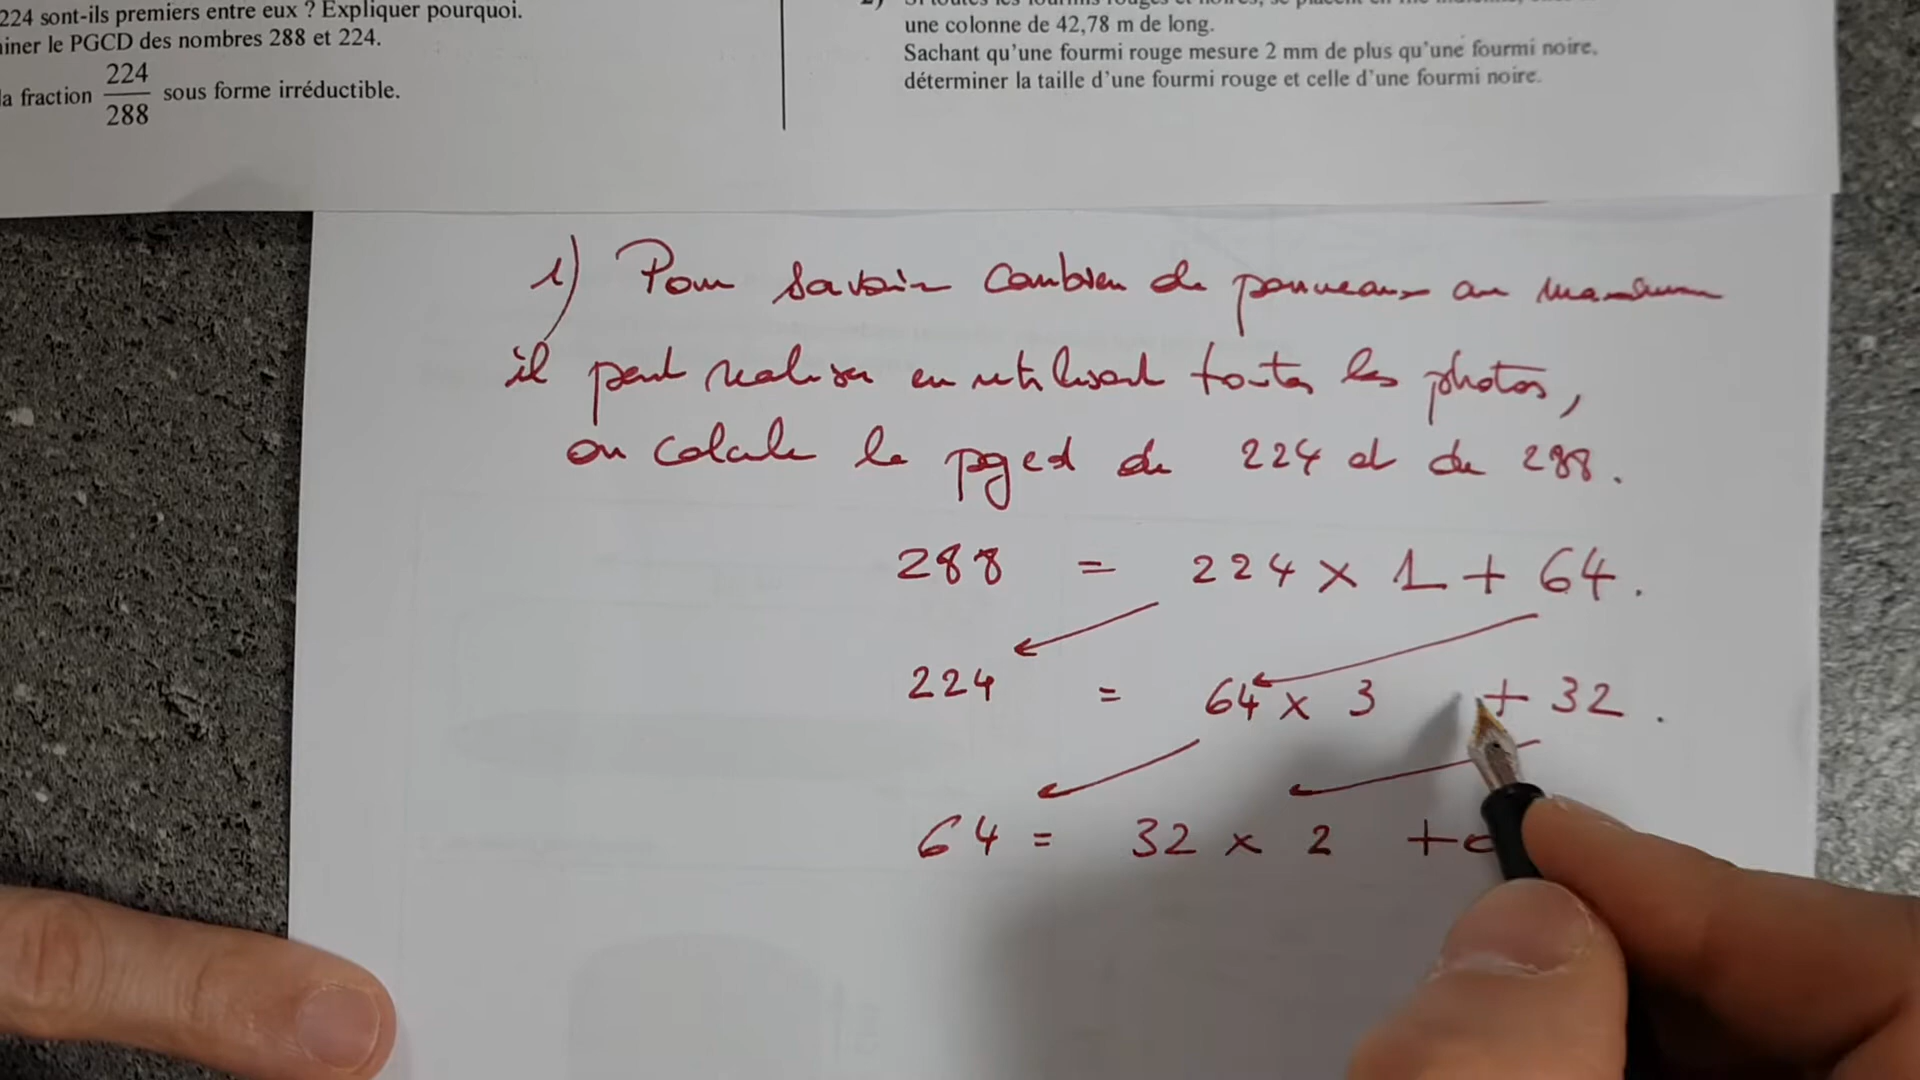 224 sont-ils premiers entre eux ? Expliquer pourquoi.
iner le PGCD des nombres 288 et 224.
la fraction 224/288 sous forme irréductible.
une colonne de 42,78 m de long.
Sachant qu'une fourmi rouge mesure 2 mm de plus qu'une fourmi noire,
déterminer la taille d'une fourmi rouge et celle d'une fourmi noire.
1) Pour savoir combien de panneaux au maximum
il peut realiser en utilisant toutes les photos,
on calcule le pgcd de 224 et de 288.
288 = 224 x 1 + 64.
224 = 64 x 3 + 32.
64 = 32 x 2 +